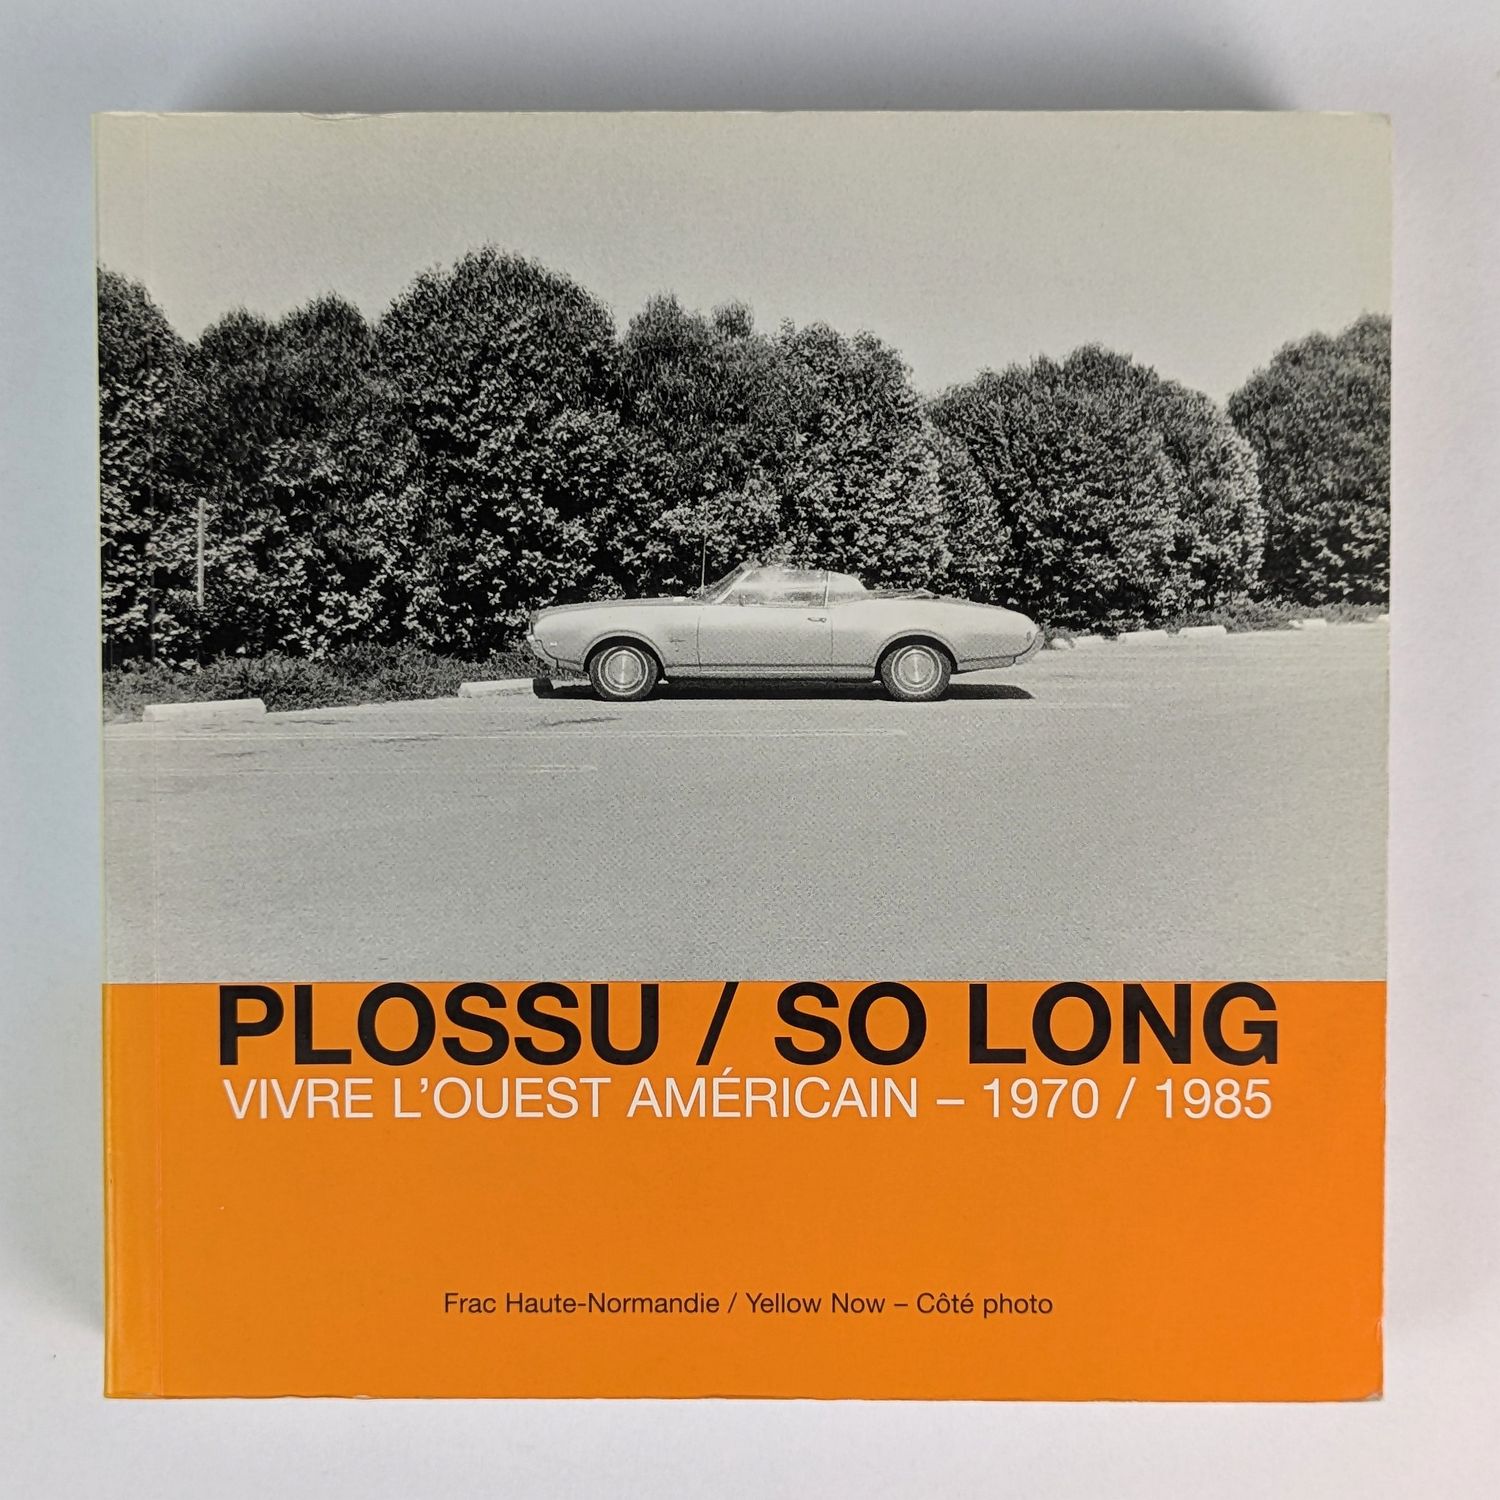 PLOSSU / SO LONG
VIVRE L’OUEST AMÉRICAIN – 1970 / 1985
Frac Haute-Normandie / Yellow Now – Côté photo